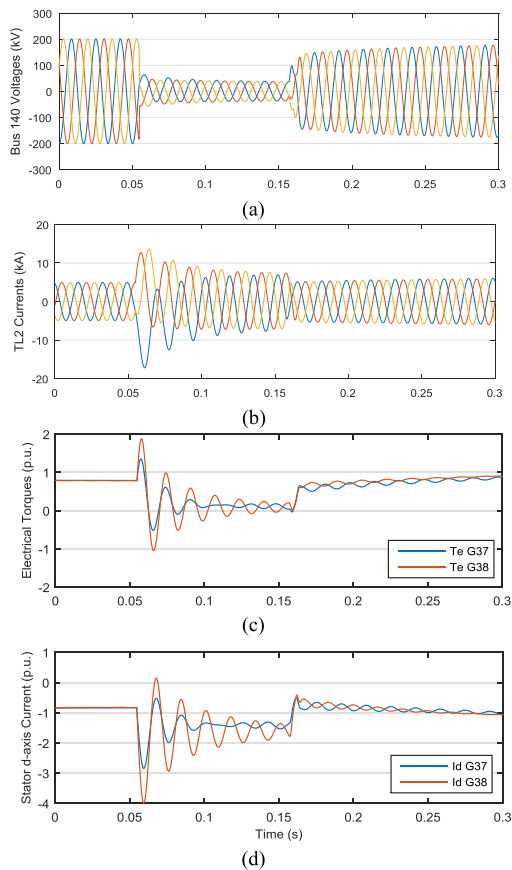 Bus 140 Voltages (kV)
300
200
100
0
-100
-200
-300
0 0.05 0.1 0.15 0.2 0.25 0.3
(a)
TL2 Currents (kA)
20
10
0
-10
-20
0 0.05 0.1 0.15 0.2 0.25 0.3
(b)
Electrical Torques (p.u.)
2
1
0
-1
2
Te G37
Te G38
0 0.05 0.1 0.15 0.2 0.25 0.3
(c)
Stator d-axis Current (p.u.)
1
0
-1
-2
-3
-4
Id G37
Id G38
0 0.05 0.1 0.15 0.2 0.25 0.3
Time (s)
(d)